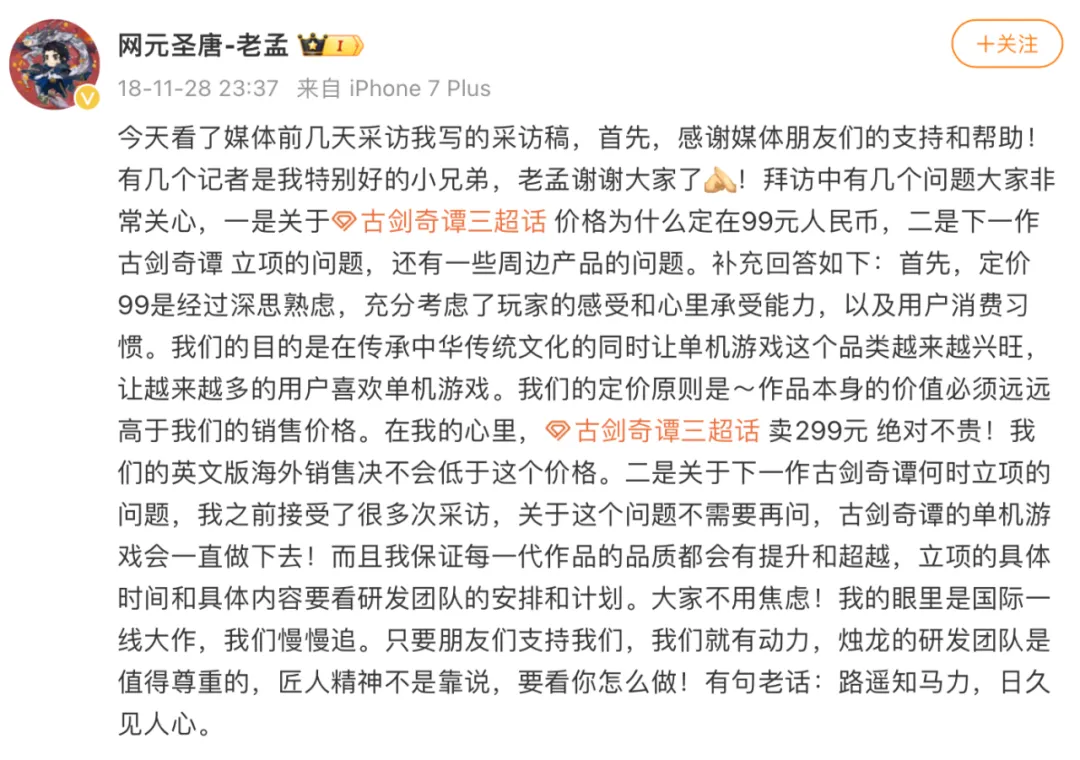 网元圣唐-老孟 I
+关注
18-11-28 23:37 来自 iPhone 7 Plus
今天看了媒体前几天采访我写的采访稿，首先，感谢媒体朋友们的支持和帮助！
有几个记者是我特别好的小兄弟，老孟谢谢大家了🙏！拜访中有几个问题大家非
常关心，一是关于古剑奇谭三超话 价格为什么定在99元人民币，二是下一作
古剑奇谭 立项的问题，还有一些周边产品的问题。补充回答如下：首先，定价
99是经过深思熟虑，充分考虑了玩家的感受和心里承受能力，以及用户消费习
惯。我们的目的是在传承中华传统文化的同时让单机游戏这个品类越来越兴旺，
让越来越多的用户喜欢单机游戏。我们的定价原则是～作品本身的价值必须远远
高于我们的销售价格。在我的心里，古剑奇谭三超话 卖299元 绝对不贵！我
们的英文版海外销售决不会低于这个价格。二是关于下一作古剑奇谭何时立项的
问题，我之前接受了很多次采访，关于这个问题不需要再问，古剑奇谭的单机游
戏会一直做下去！而且我保证每一代作品的品质都会有提升和超越，立项的具体
时间和具体内容要看研发团队的安排和计划。大家不用焦虑！我的眼里是国际一
线大作，我们慢慢追。只要朋友们支持我们，我们就有动力，烛龙的研发团队是
值得尊重的，匠人精神不是靠说，要看你怎么做！有句老话：路遥知马力，日久
见人心。